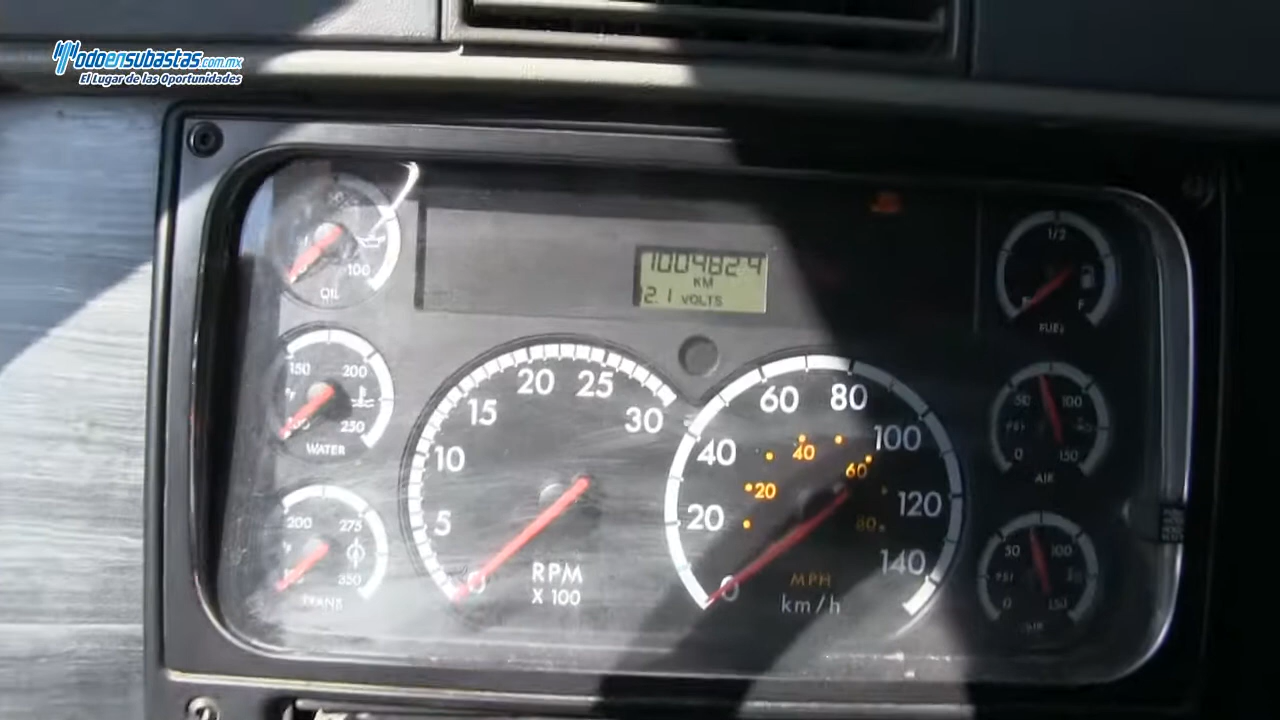 todoensubastas.com.mx
El Lugar de las Oportunidades
100
OIL
1004824
KM
12.1 VOLTS
1/2
E
F
FUEL
150
200
250
WATER
5
10
15
20
25
30
0
RPM
X 100
0
20
40
60
80
100
120
140
20
40
60
80
MPH
km/h
50
100
PSI
0
150
AIR
200
275
350
TRANS
50
100
PSI
0
150
AIR